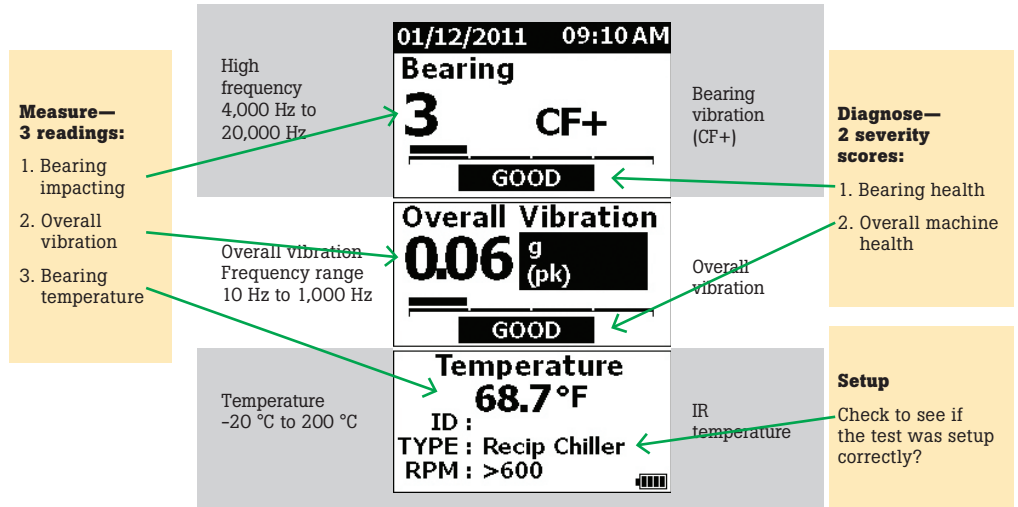 Measure—
3 readings:
1. Bearing
impacting
2. Overall
vibration
3. Bearing
temperature
High
frequency
4,000 Hz to
20,000 Hz
Overall vibration
Frequency range
10 Hz to 1,000 Hz
Temperature
–20 °C to 200 °C
01/12/2011 09:10 AM
Bearing
3 CF+
GOOD
Overall Vibration
0.06 g
(pk)
GOOD
Temperature
68.7°F
ID :
TYPE : Recip Chiller
RPM : >600
Bearing
vibration
(CF+)
Overall
vibration
IR
temperature
Diagnose—
2 severity
scores:
1. Bearing health
2. Overall machine
health
Setup
Check to see if
the test was setup
correctly?